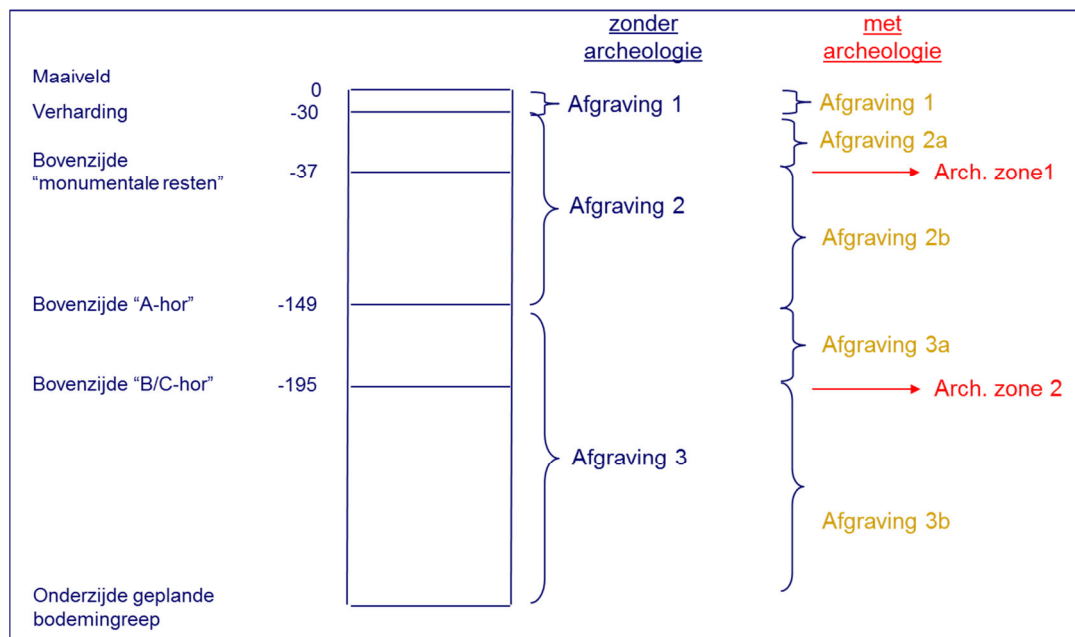 zonder
archeologie
met
archeologie
Maaiveld
0
Afgraving 1
Afgraving 1
Verharding
-30
Afgraving 2a
Bovenzijde
“monumentale resten”
-37
Arch. zone1
Afgraving 2
Afgraving 2b
Bovenzijde “A-hor”
-149
Afgraving 3a
Bovenzijde “B/C-hor”
-195
Arch. zone 2
Afgraving 3
Afgraving 3b
Onderzijde geplande
bodemingreep